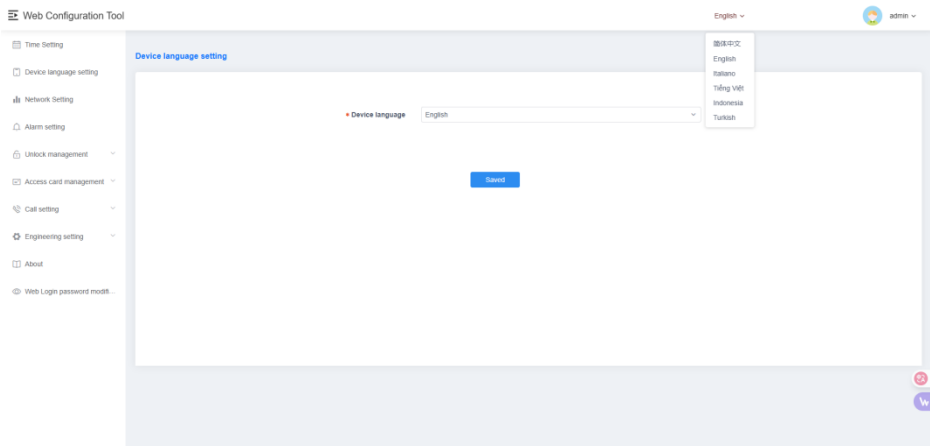 Web Configuration Tool
English
admin
Time Setting
Device language setting
Network Setting
Alarm setting
Unlock management
Access card management
Call setting
Engineering setting
About
Web Login password modifi...
Device language setting
* Device language
English
Saved
简体中文
English
Italiano
Tiếng Việt
Indonesia
Turkish